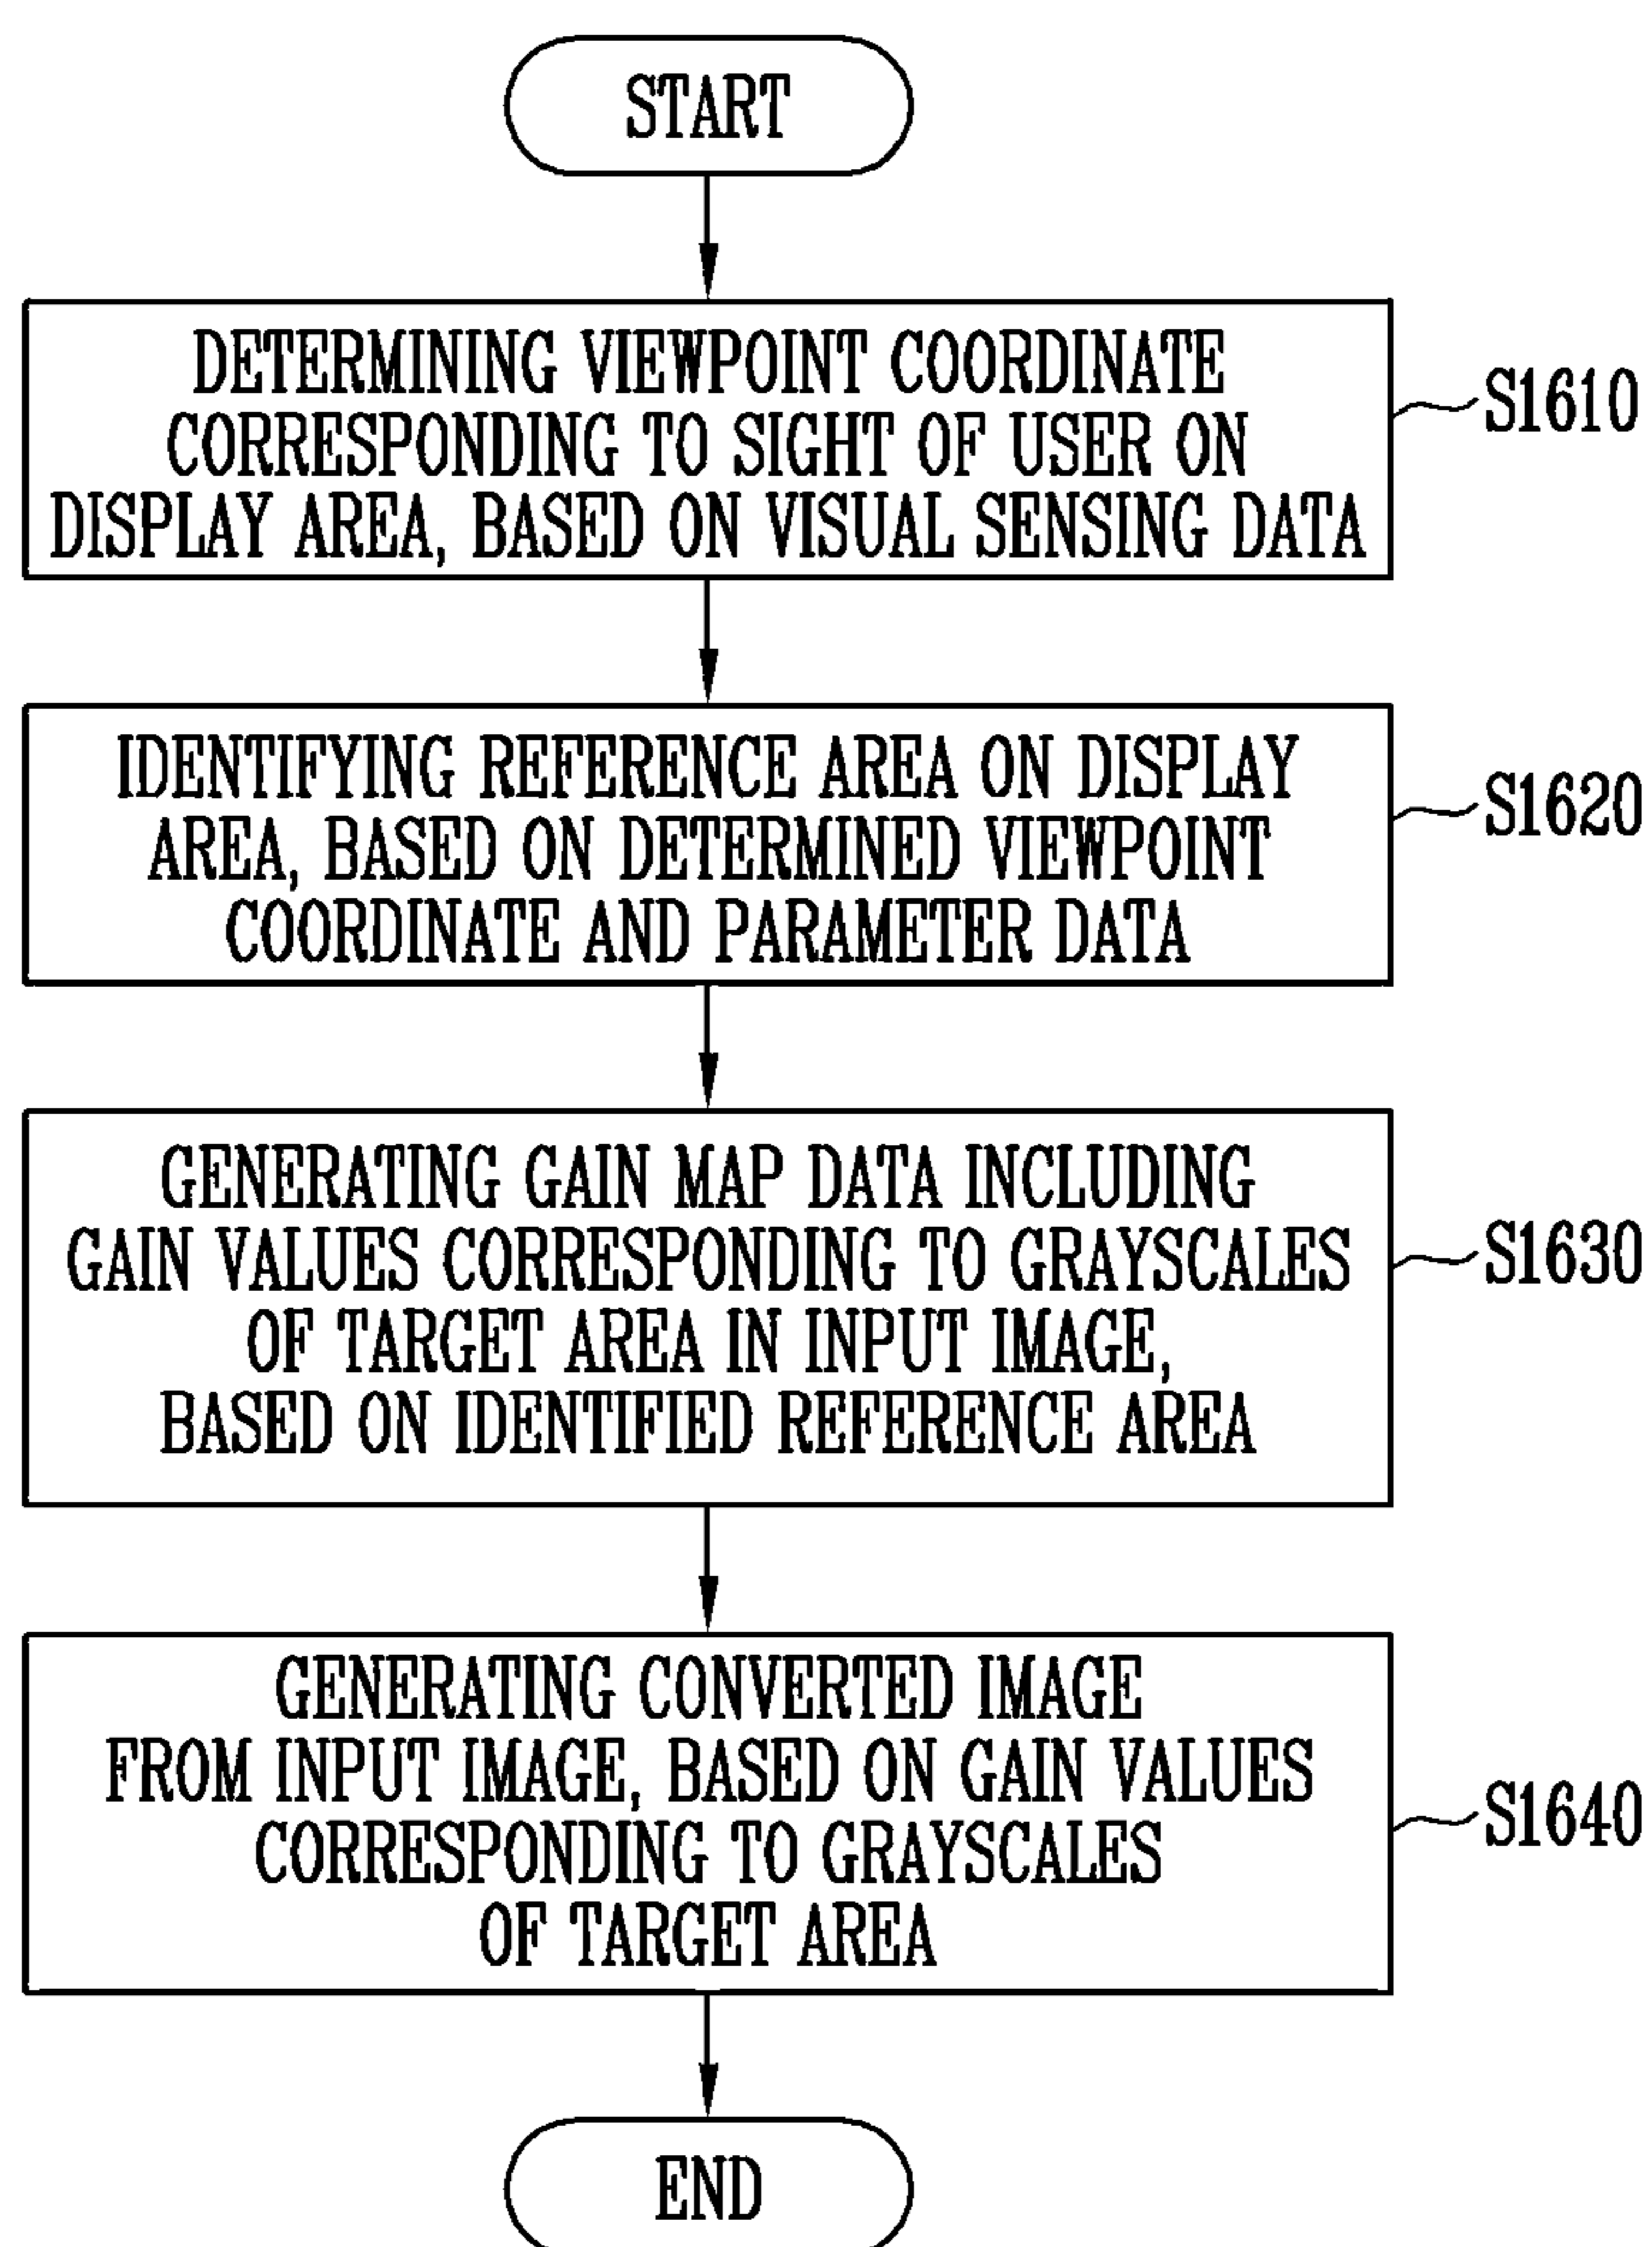 START
DETERMINING VIEWPOINT COORDINATE
CORRESPONDING TO SIGHT OF USER ON
DISPLAY AREA, BASED ON VISUAL SENSING DATA
S1610
IDENTIFYING REFERENCE AREA ON DISPLAY
AREA, BASED ON DETERMINED VIEWPOINT
COORDINATE AND PARAMETER DATA
S1620
GENERATING GAIN MAP DATA INCLUDING
GAIN VALUES CORRESPONDING TO GRAYSCALES
OF TARGET AREA IN INPUT IMAGE,
BASED ON IDENTIFIED REFERENCE AREA
S1630
GENERATING CONVERTED IMAGE
FROM INPUT IMAGE, BASED ON GAIN VALUES
CORRESPONDING TO GRAYSCALES
OF TARGET AREA
S1640
END